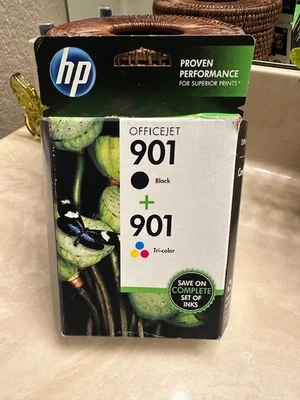 hp
PROVEN
PERFORMANCE
FOR SUPERIOR PRINTS*
OFFICEJET
901
Black
+
901
Tri-color
SAVE ON
COMPLETE
SET OF
INKS